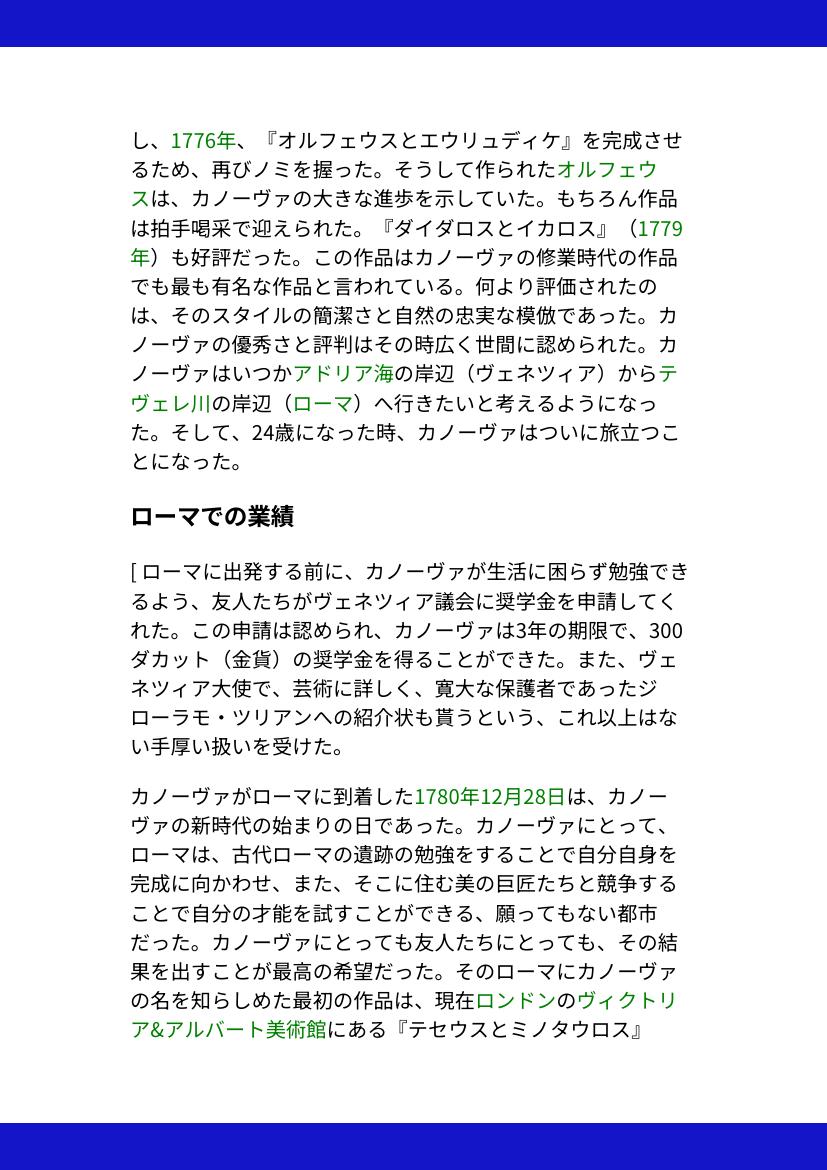 し、1776年、『オルフェウスとエウリュディケ』を完成させ
るため、再びノミを握った。そうして作られたオルフェウ
スは、カノーヴァの大きな進歩を示していた。もちろん作品
は拍手喝采で迎えられた。『ダイダロスとイカロス』（1779
年）も好評だった。この作品はカノーヴァの修業時代の作品
でも最も有名な作品と言われている。何より評価されたの
は、そのスタイルの簡潔さと自然の忠実な模倣であった。カ
ノーヴァの優秀さと評判はその時広く世間に認められた。カ
ノーヴァはいつかアドリア海の岸辺（ヴェネツィア）からテ
ヴェレ川の岸辺（ローマ）へ行きたいと考えるようになっ
た。そして、24歳になった時、カノーヴァはついに旅立つこ
とになった。
ローマでの業績
[ ローマに出発する前に、カノーヴァが生活に困らず勉強でき
るよう、友人たちがヴェネツィア議会に奨学金を申請してく
れた。この申請は認められ、カノーヴァは3年の期限で、300
ダカット（金貨）の奨学金を得ることができた。また、ヴェ
ネツィア大使で、芸術に詳しく、寛大な保護者であったジ
ローラモ・ツリアンへの紹介状も貰うという、これ以上はな
い手厚い扱いを受けた。
カノーヴァがローマに到着した1780年12月28日は、カノー
ヴァの新時代の始まりの日であった。カノーヴァにとって、
ローマは、古代ローマの遺跡の勉強をすることで自分自身を
完成に向かわせ、また、そこに住む美の巨匠たちと競争する
ことで自分の才能を試すことができる、願ってもない都市
だった。カノーヴァにとっても友人たちにとっても、その結
果を出すことが最高の希望だった。そのローマにカノーヴァ
の名を知らしめた最初の作品は、現在ロンドンのヴィクトリ
ア&アルバート美術館にある『テセウスとミノタウロス』